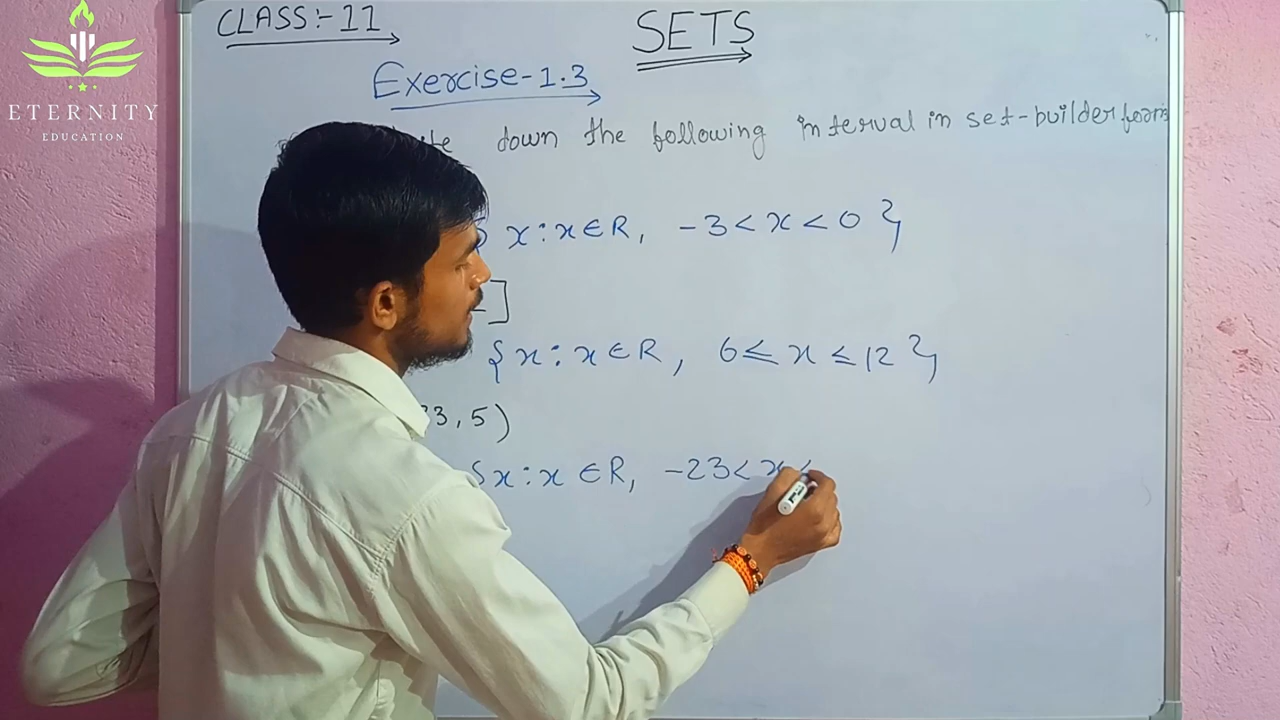 CLASS:- 11
SETS
ETERNITY
EDUCATION
Exercise-1.3
down the following interval in set-builder form
x : x ∈ R, -3 < x < 0 }
]
{ x : x ∈ R, 6 ≤ x ≤ 12 }
3, 5)
{ x : x ∈ R, -23 < x <